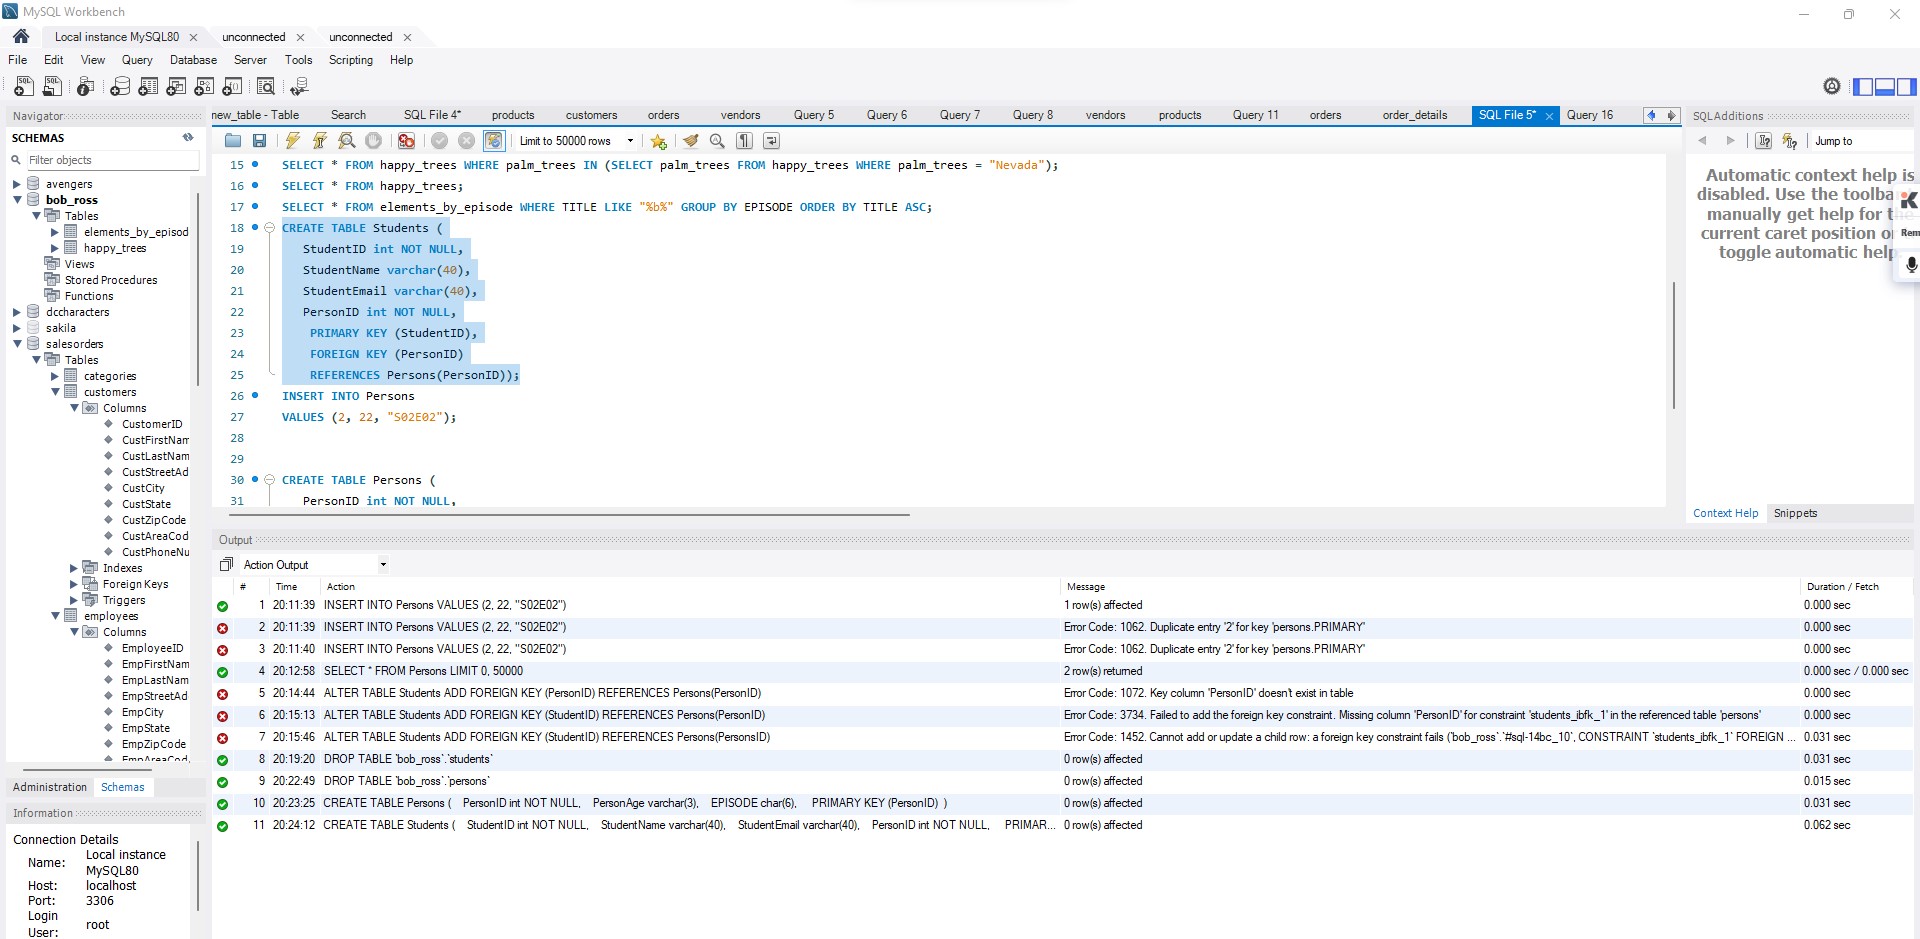 MySQL Workbench
Local instance MySQL80 unconnected unconnected
File Edit View Query Database Server Tools Scripting Help
Navigator
SCHEMAS
Filter objects
avengers
bob_ross
Tables
elements_by_episod
happy_trees
Views
Stored Procedures
Functions
dccharacters
sakila
salesorders
Tables
categories
customers
Columns
CustomerID
CustFirstNam
CustLastNam
CustStreetAd
CustCity
CustState
CustZipCode
CustAreaCod
CustPhoneNu
Indexes
Foreign Keys
Triggers
employees
Columns
EmployeeID
EmpFirstNam
EmpLastNam
EmpStreetAd
EmpCity
EmpState
EmpZipCode
EmpAreaCod
Administration Schemas
Information
Connection Details
Name: Local instance MySQL80
Host: localhost
Port: 3306
Login User: root
new_table - Table Search SQL File 4* products customers orders vendors Query 5 Query 6 Query 7 Query 8 vendors products Query 11 orders order_details SQL File 5* Query 16
Limit to 50000 rows
15 SELECT * FROM happy_trees WHERE palm_trees IN (SELECT palm_trees FROM happy_trees WHERE palm_trees = "Nevada");
16 SELECT * FROM happy_trees;
17 SELECT * FROM elements_by_episode WHERE TITLE LIKE "%b%" GROUP BY EPISODE ORDER BY TITLE ASC;
18 CREATE TABLE Students (
19 StudentID int NOT NULL,
20 StudentName varchar(40),
21 StudentEmail varchar(40),
22 PersonID int NOT NULL,
23 PRIMARY KEY (StudentID),
24 FOREIGN KEY (PersonID)
25 REFERENCES Persons(PersonID));
26 INSERT INTO Persons
27 VALUES (2, 22, "S02E02");
28
29
30 CREATE TABLE Persons (
31 PersonID int NOT NULL,
SQLAdditions
Jump to
Automatic context help is
disabled. Use the toolba
manually get help for the
current caret position o
toggle automatic help.
Rem
Context Help Snippets
Output
Action Output
# Time Action Message Duration / Fetch
1 20:11:39 INSERT INTO Persons VALUES (2, 22, "S02E02") 1 row(s) affected 0.000 sec
2 20:11:39 INSERT INTO Persons VALUES (2, 22, "S02E02") Error Code: 1062. Duplicate entry '2' for key 'persons.PRIMARY' 0.000 sec
3 20:11:40 INSERT INTO Persons VALUES (2, 22, "S02E02") Error Code: 1062. Duplicate entry '2' for key 'persons.PRIMARY' 0.000 sec
4 20:12:58 SELECT * FROM Persons LIMIT 0, 50000 2 row(s) returned 0.000 sec / 0.000 sec
5 20:14:44 ALTER TABLE Students ADD FOREIGN KEY (PersonID) REFERENCES Persons(PersonID) Error Code: 1072. Key column 'PersonID' doesn't exist in table 0.000 sec
6 20:15:13 ALTER TABLE Students ADD FOREIGN KEY (StudentID) REFERENCES Persons(PersonID) Error Code: 3734. Failed to add the foreign key constraint. Missing column 'PersonID' for constraint 'students_ibfk_1' in the referenced table 'persons' 0.000 sec
7 20:15:46 ALTER TABLE Students ADD FOREIGN KEY (StudentID) REFERENCES Persons(PersonsID) Error Code: 1452. Cannot add or update a child row: a foreign key constraint fails (`bob_ross`.`#sql-14bc_10`, CONSTRAINT `students_ibfk_1` FOREIGN ... 0.031 sec
8 20:19:20 DROP TABLE `bob_ross`.`students` 0 row(s) affected 0.031 sec
9 20:22:49 DROP TABLE `bob_ross`.`persons` 0 row(s) affected 0.015 sec
10 20:23:25 CREATE TABLE Persons ( PersonID int NOT NULL, PersonAge varchar(3), EPISODE char(6), PRIMARY KEY (PersonID) ) 0 row(s) affected 0.031 sec
11 20:24:12 CREATE TABLE Students ( StudentID int NOT NULL, StudentName varchar(40), StudentEmail varchar(40), PersonID int NOT NULL, PRIMAR... 0 row(s) affected 0.062 sec